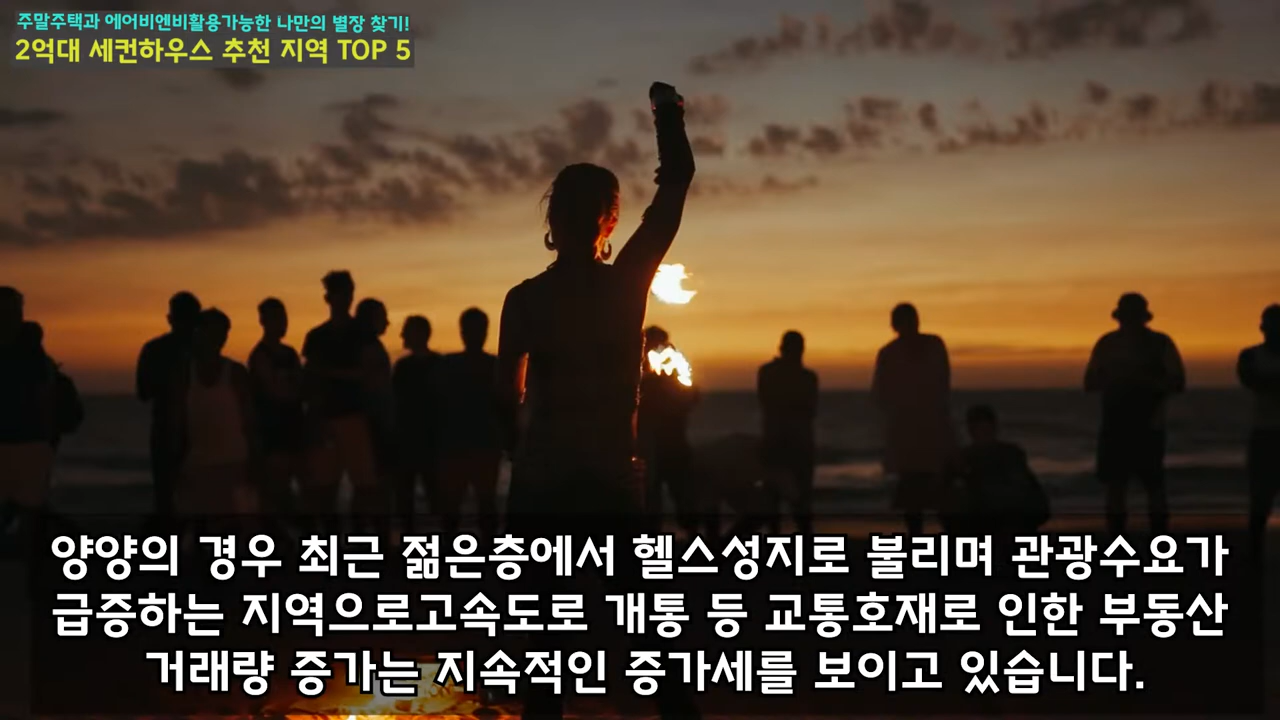 주말주택과 에어비엔비활용가능한 나만의 별장 찾기!
2억대 세컨하우스 추천 지역 TOP 5
양양의 경우 최근 젊은층에서 헬스성지로 불리며 관광수요가
급증하는 지역으로고속도로 개통 등 교통호재로 인한 부동산
거래량 증가는 지속적인 증가세를 보이고 있습니다.